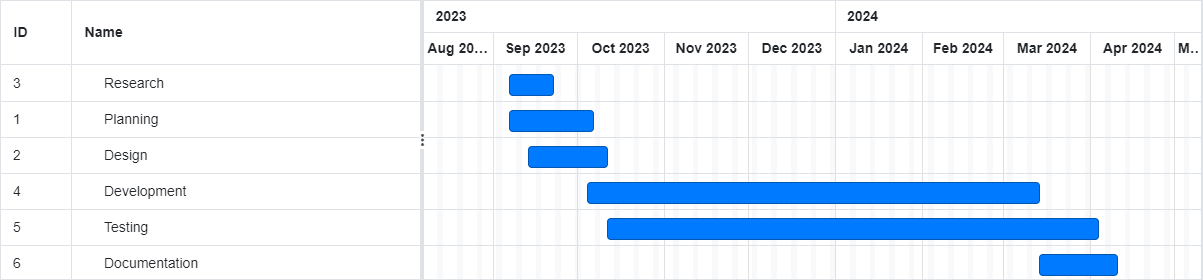 2023 2024
ID Name Aug 20… Sep 2023 Oct 2023 Nov 2023 Dec 2023 Jan 2024 Feb 2024 Mar 2024 Apr 2024 M…
3 Research
1 Planning
2 Design
4 Development
5 Testing
6 Documentation